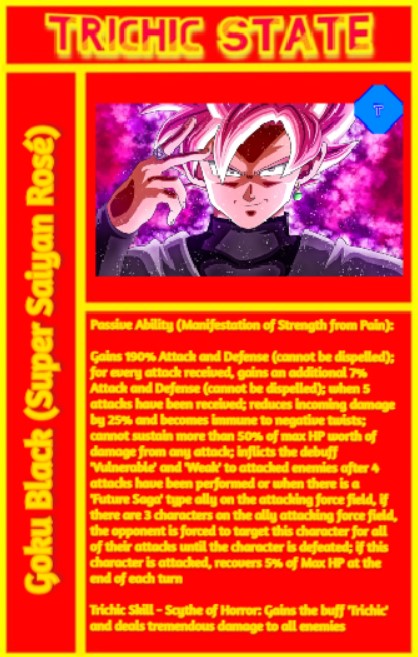 TRICHIC STATE
T
Goku Black (Super Saiyan Rosé)
Passive Ability (Manifestation of Strength from Pain):
Gains 190% Attack and Defense (cannot be dispelled);
for every attack received, gains an additional 7%
Attack and Defense (cannot be dispelled); when 5
attacks have been received; reduces incoming damage
by 25% and becomes immune to negative twists;
cannot sustain more than 50% of max HP worth of
damage from any attack; inflicts the debuff
'Vulnerable' and 'Weak' to attacked enemies after 4
attacks have been performed or when there is a
'Future Saga' type ally on the attacking force field, if
there are 3 characters on the ally attacking force field,
the opponent is forced to target this character for all
of their attacks until the character is defeated; if this
character is attacked, recovers 5% of Max HP at the
end of each turn
Trichic Skill - Scythe of Horror: Gains the buff 'Trichic'
and deals tremendous damage to all enemies